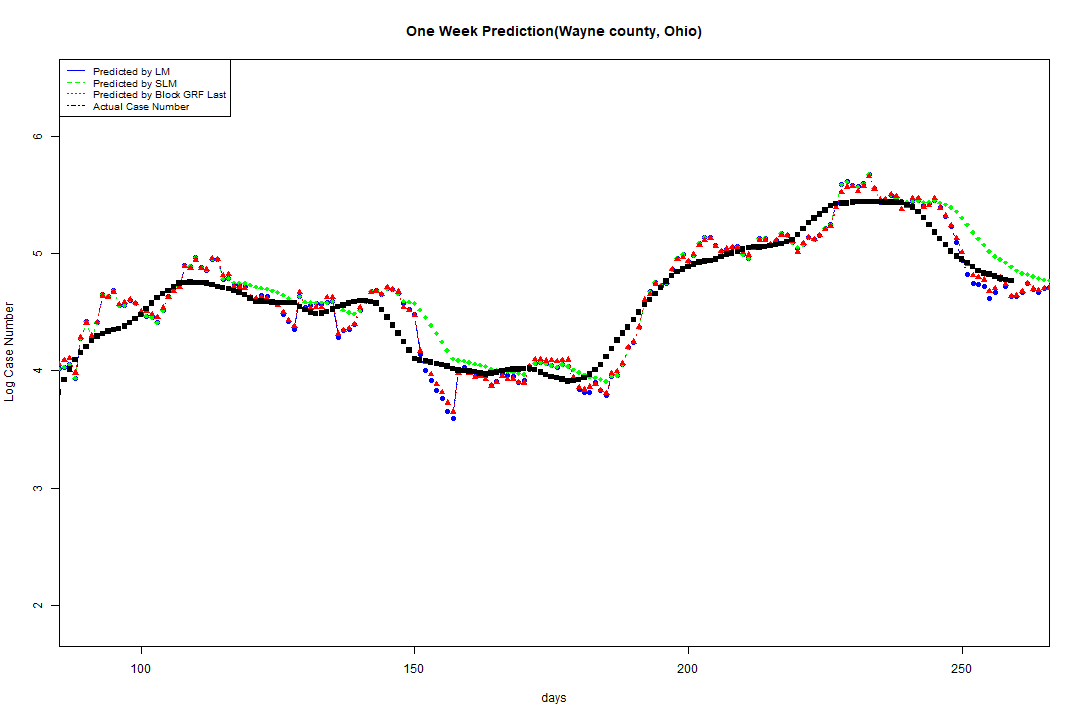 One Week Prediction(Wayne county, Ohio)
Predicted by LM
Predicted by SLM
Predicted by Block GRF Last
Actual Case Number
6
5
4
3
2
Log Case Number
100 150 200 250
days